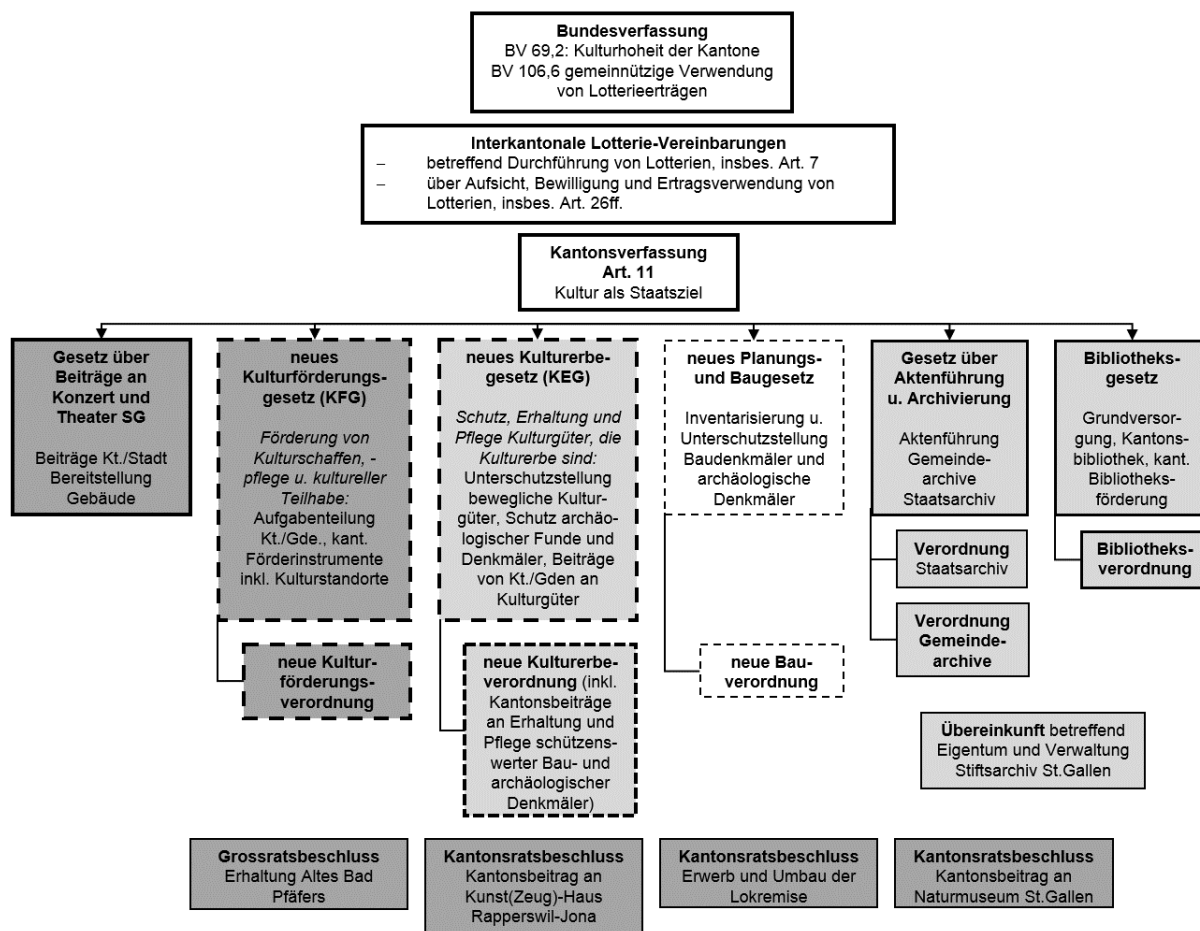 Bundesverfassung
BV 69,2: Kulturhoheit der Kantone
BV 106,6 gemeinnützige Verwendung
von Lotterieerträgen
Interkantonale Lotterie-Vereinbarungen
– betreffend Durchführung von Lotterien, insbes. Art. 7
– über Aufsicht, Bewilligung und Ertragsverwendung von
Lotterien, insbes. Art. 26ff.
Kantonsverfassung
Art. 11
Kultur als Staatsziel
Gesetz über
Beiträge an
Konzert und
Theater SG
Beiträge Kt./Stadt
Bereitstellung
Gebäude
neues
Kulturförderungs-
gesetz (KFG)
Förderung von
Kulturschaffen, -
pflege u. kultureller
Teilhabe:
Aufgabenteilung
Kt./Gde., kant.
Förderinstrumente
inkl. Kulturstandorte
neues Kulturerbe-
gesetz (KEG)
Schutz, Erhaltung und
Pflege Kulturgüter, die
Kulturerbe sind:
Unterschutzstellung
bewegliche Kultur-
güter, Schutz archäo-
logischer Funde und
Denkmäler, Beiträge
von Kt./Gden an
Kulturgüter
neues Planungs-
und Baugesetz
Inventarisierung u.
Unterschutzstellung
Baudenkmäler und
archäologische
Denkmäler
Gesetz über
Aktenführung
u. Archivierung
Aktenführung
Gemeinde-
archive
Staatsarchiv
Bibliotheks-
gesetz
Grundversor-
gung, Kantons-
bibliothek, kant.
Bibliotheks-
förderung
neue Kultur-
förderungs-
verordnung
neue Kulturerbe-
verordnung (inkl.
Kantonsbeiträge
an Erhaltung und
Pflege schützens-
werter Bau- und
archäologischer
Denkmäler)
neue Bau-
verordnung
Verordnung
Staatsarchiv
Verordnung
Gemeinde-
archive
Bibliotheks-
verordnung
Übereinkunft betreffend
Eigentum und Verwaltung
Stiftsarchiv St.Gallen
Grossratsbeschluss
Erhaltung Altes Bad
Pfäfers
Kantonsratsbeschluss
Kantonsbeitrag an
Kunst(Zeug)-Haus
Rapperswil-Jona
Kantonsratsbeschluss
Erwerb und Umbau der
Lokremise
Kantonsratsbeschluss
Kantonsbeitrag an
Naturmuseum St.Gallen